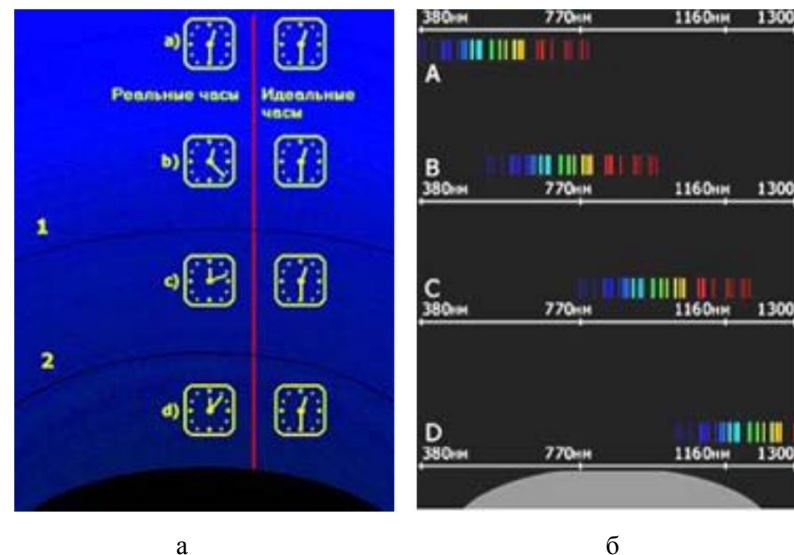 a)
Реальные часы
Идеальные
часы
b)
1
c)
2
d)
380нм 770нм 1160нм 1300
A
B
380нм 770нм 1160нм 1300
C
380нм 770нм 1160нм 1300
D
380нм 770нм 1160нм 1300
а
б